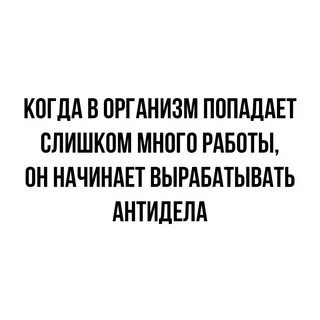 КОГДА В ОРГАНИЗМ ПОПАДАЕТ
СЛИШКОМ МНОГО РАБОТЫ,
ОН НАЧИНАЕТ ВЫРАБАТЫВАТЬ
АНТИДЕЛА